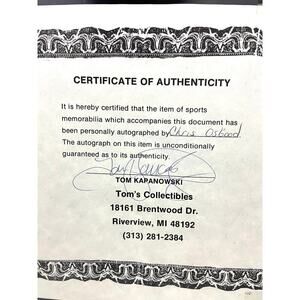 CERTIFICATE OF AUTHENTICITY
It is hereby certified that the item of sports
memorabilia which accompanies this document has
been personally autographed by Chris Osgood.
The autograph on this item is unconditionally
guaranteed as to its authenticity.
TOM KAPANOWSKI
Tom's Collectibles
18161 Brentwood Dr.
Riverview, MI 48192
(313) 281-2384